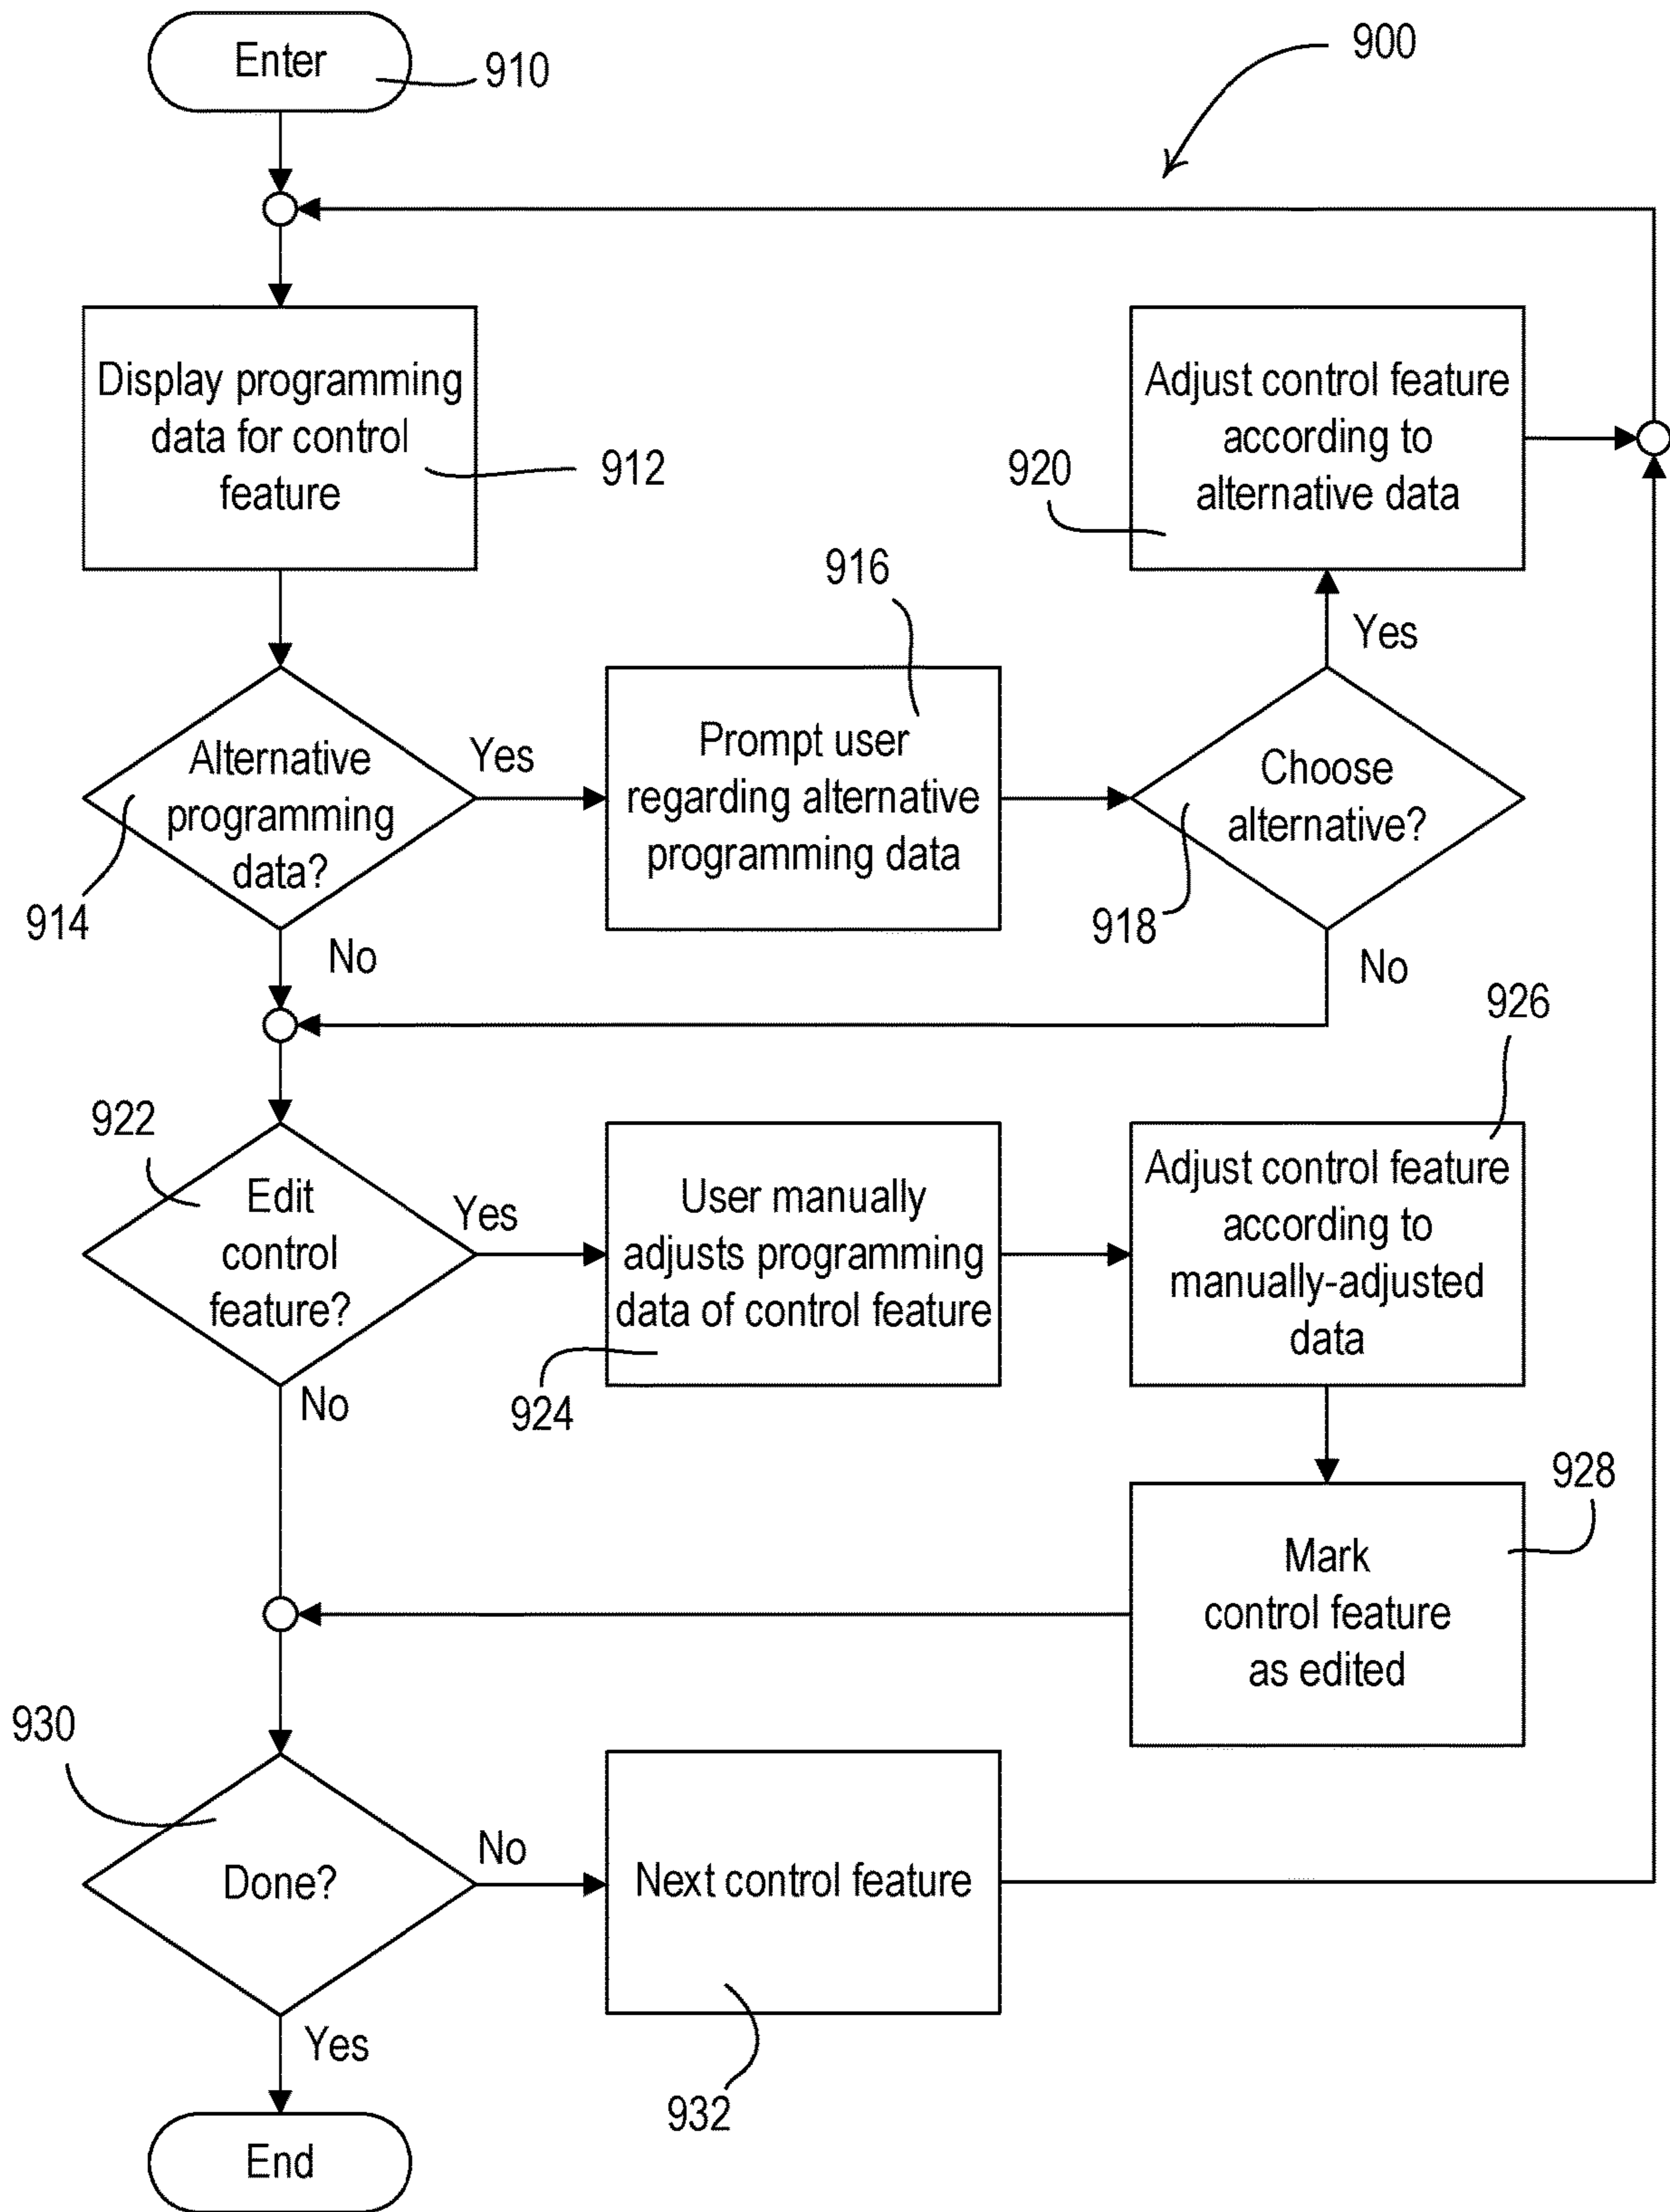 Enter
910
900
Display programming
data for control
feature
912
Adjust control feature
according to
alternative data
920
916
Yes
Alternative
programming
data?
914
Yes
Prompt user
regarding alternative
programming data
Choose
alternative?
918
No
No
926
922
Edit
control
feature?
Yes
User manually
adjusts programming
data of control feature
924
Adjust control feature
according to
manually-adjusted
data
No
928
Mark
control feature
as edited
930
Done?
No
Next control feature
932
Yes
End